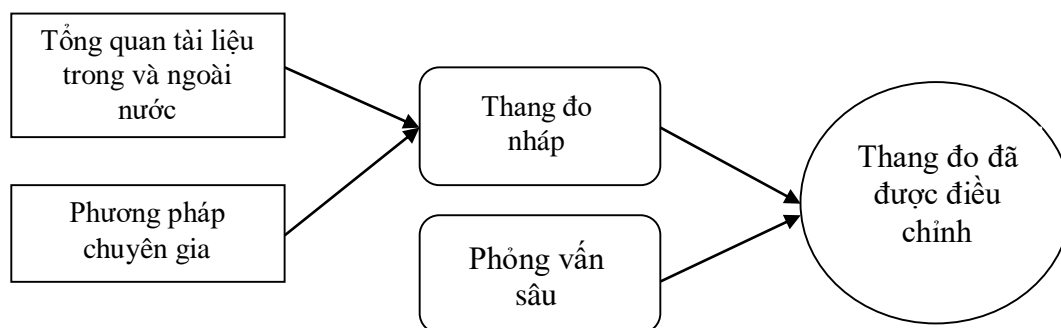 Tổng quan tài liệu
trong và ngoài
nước
Phương pháp
chuyên gia
Thang đo
nháp
Phỏng vấn
sâu
Thang đo đã
được điều
chỉnh